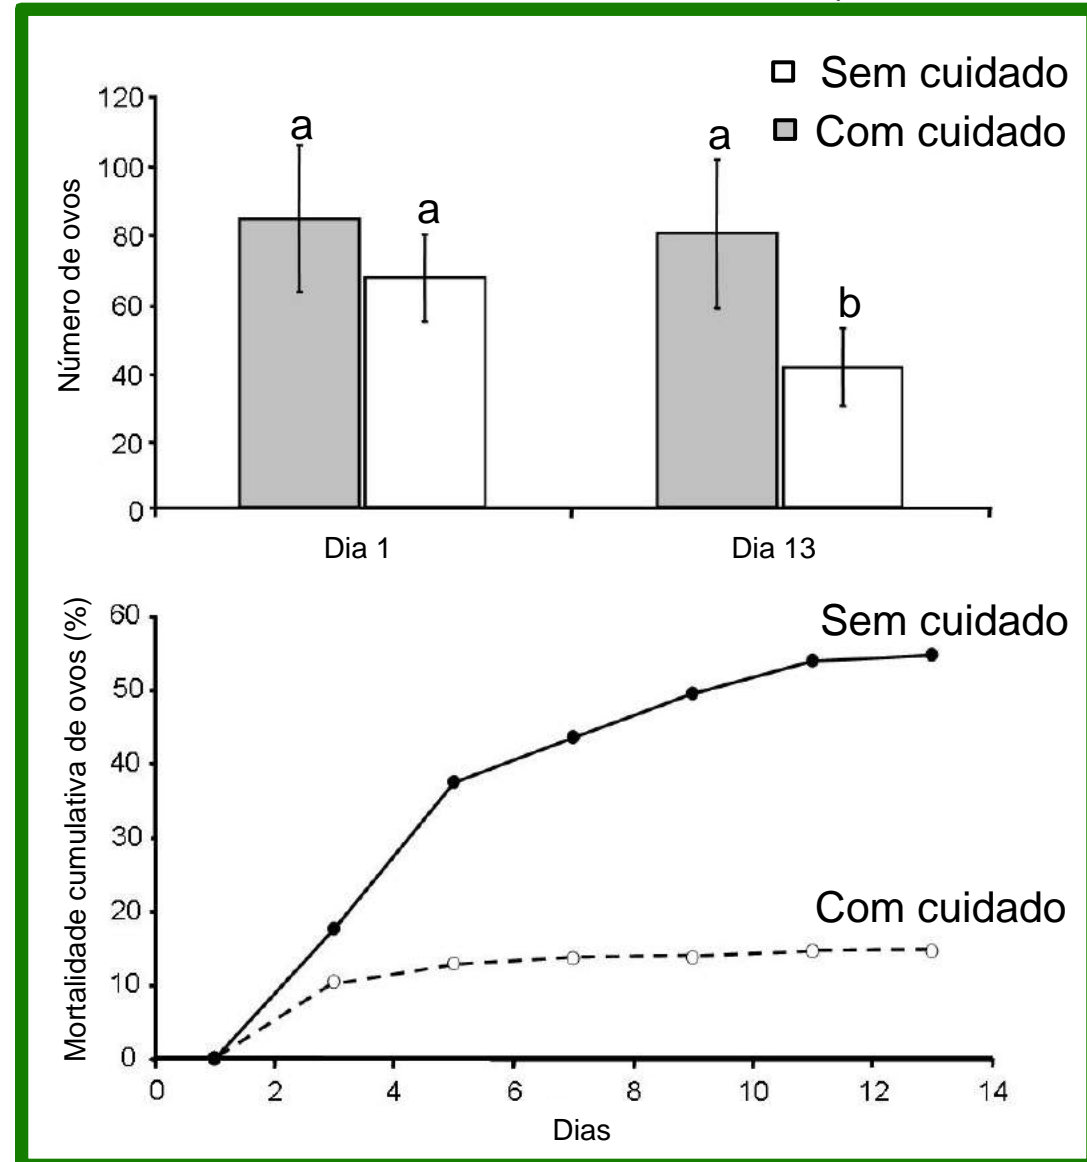 Sem cuidado
Com cuidado
Número de ovos
120
100
80
60
40
20
0
a
a
a
b
Dia 1
Dia 13
Mortalidade cumulativa de ovos (%)
60
50
40
30
20
10
0
Sem cuidado
Com cuidado
0 2 4 6 8 10 12 14
Dias